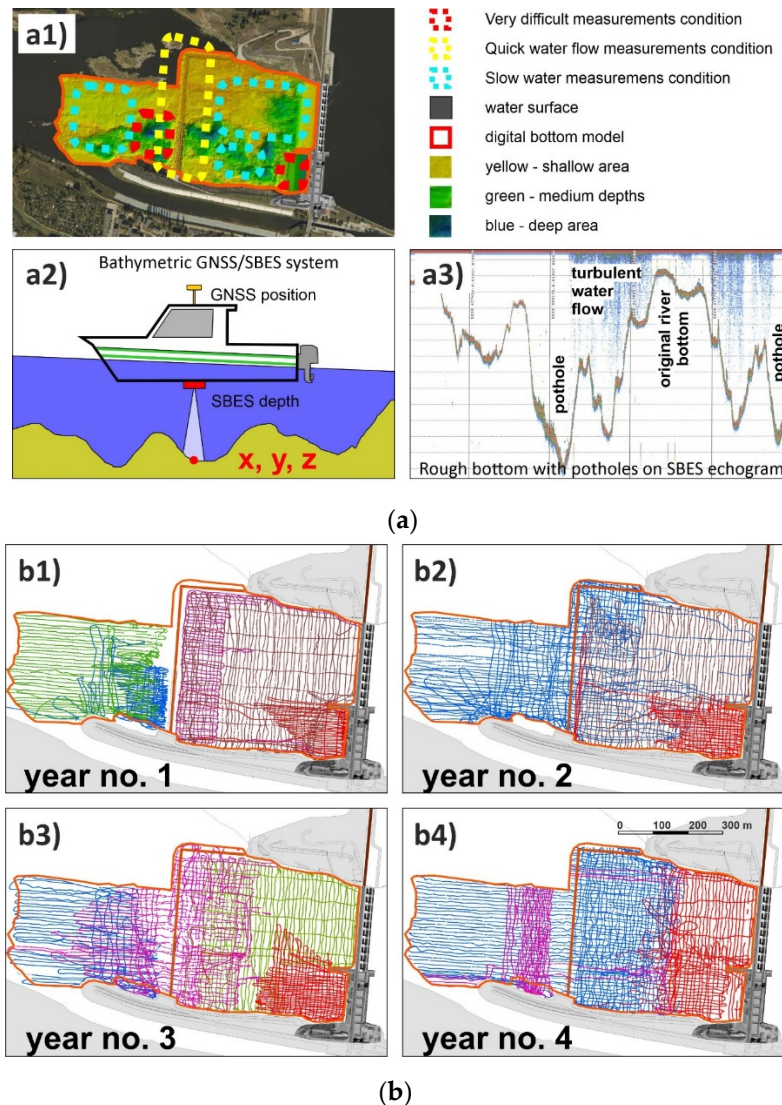 a1)
Very difficult measurements condition
Quick water flow measurements condition
Slow water measuremens condition
water surface
digital bottom model
yellow - shallow area
green - medium depths
blue - deep area
a2)
Bathymetric GNSS/SBES system
GNSS position
SBES depth
x, y, z
a3)
turbulent
water
flow
pothole
original river
bottom
pothole
Rough bottom with potholes on SBES echogram
(a)
b1)
year no. 1
b2)
year no. 2
b3)
year no. 3
b4)
0 100 200 300 m
year no. 4
(b)